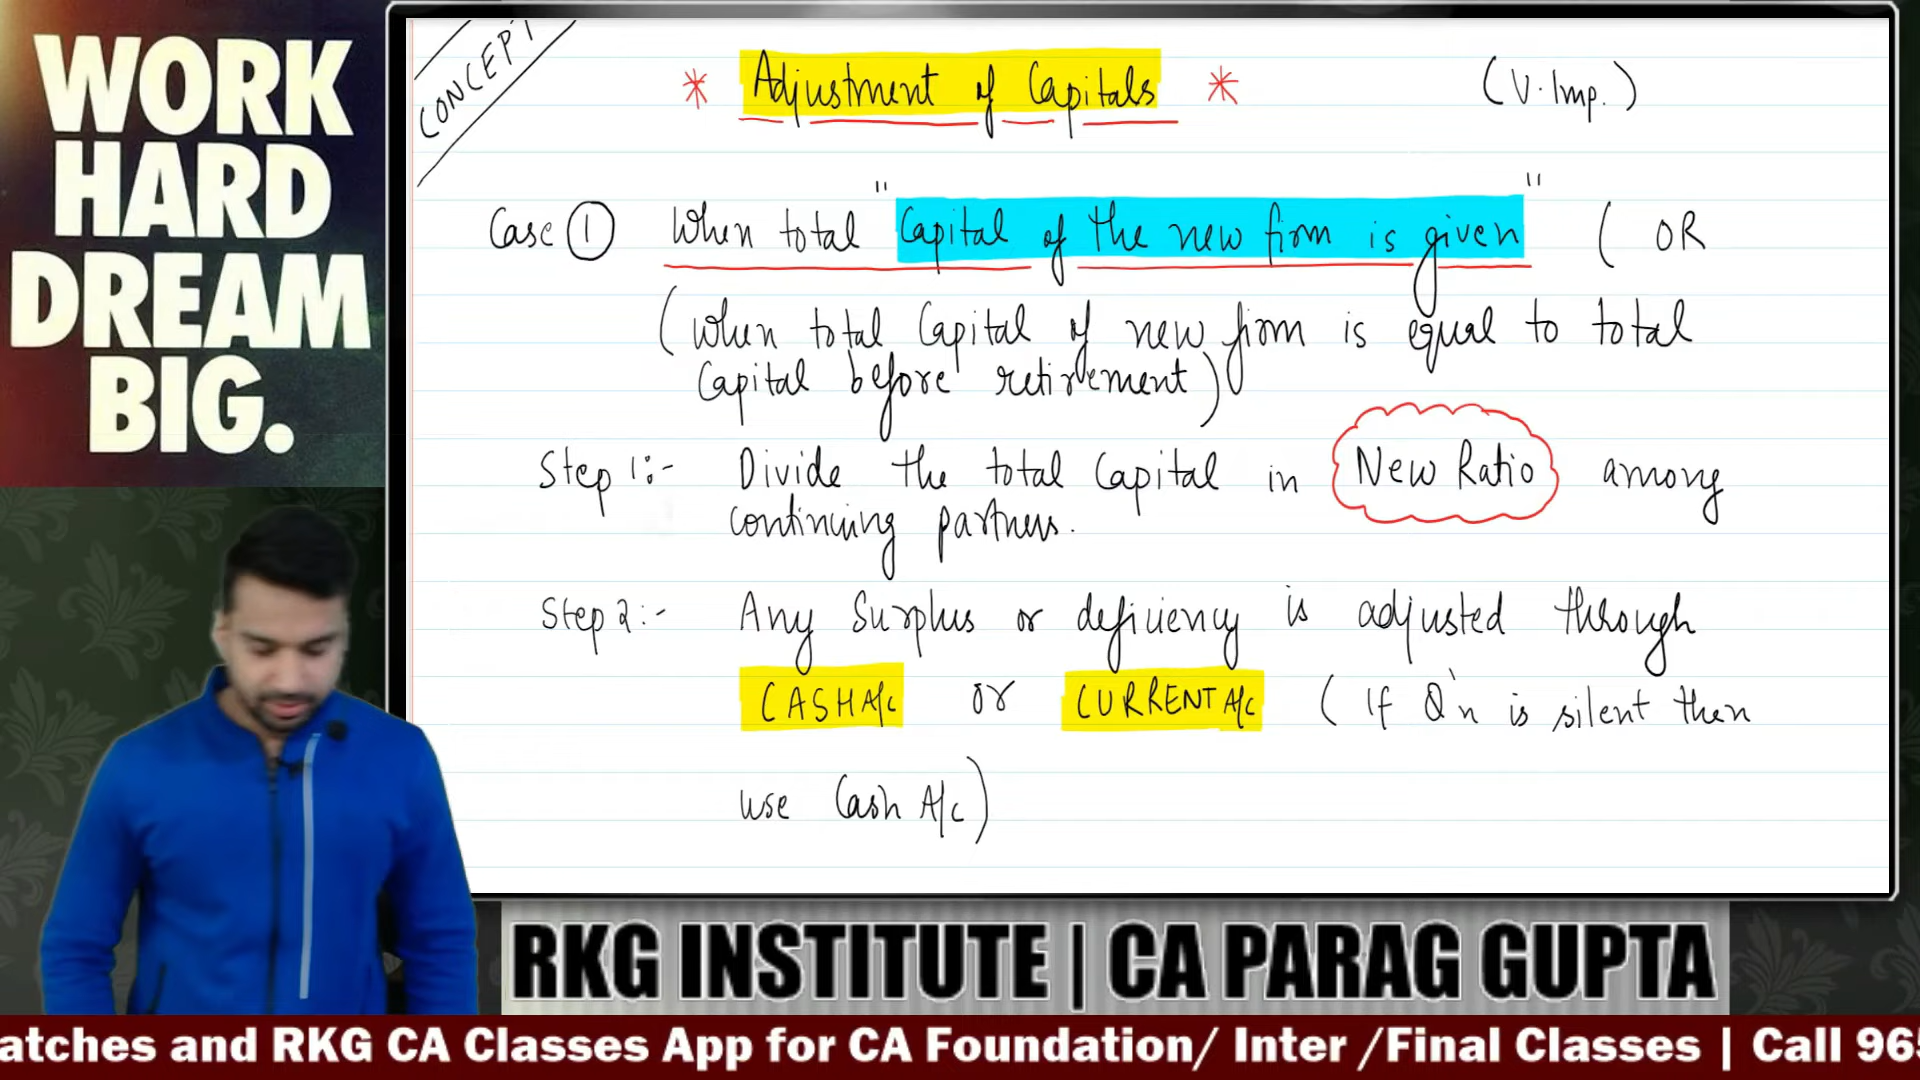 WORK
HARD
DREAM
BIG.
CONCEPT
* Adjustment of Capitals * (V. Imp.)
Case ① When total "Capital of the new firm is given" ( OR
(When total Capital of new firm is equal to total
Capital before retirement)
Step 1:- Divide the total Capital in New Ratio among
continuing partners.
Step 2:- Any Surplus or deficiency is adjusted through
CASH A/c or CURRENT A/c ( If Q'n is silent then
use Cash A/c)
RKG INSTITUTE | CA PARAG GUPTA
atches and RKG CA Classes App for CA Foundation/ Inter /Final Classes | Call 965